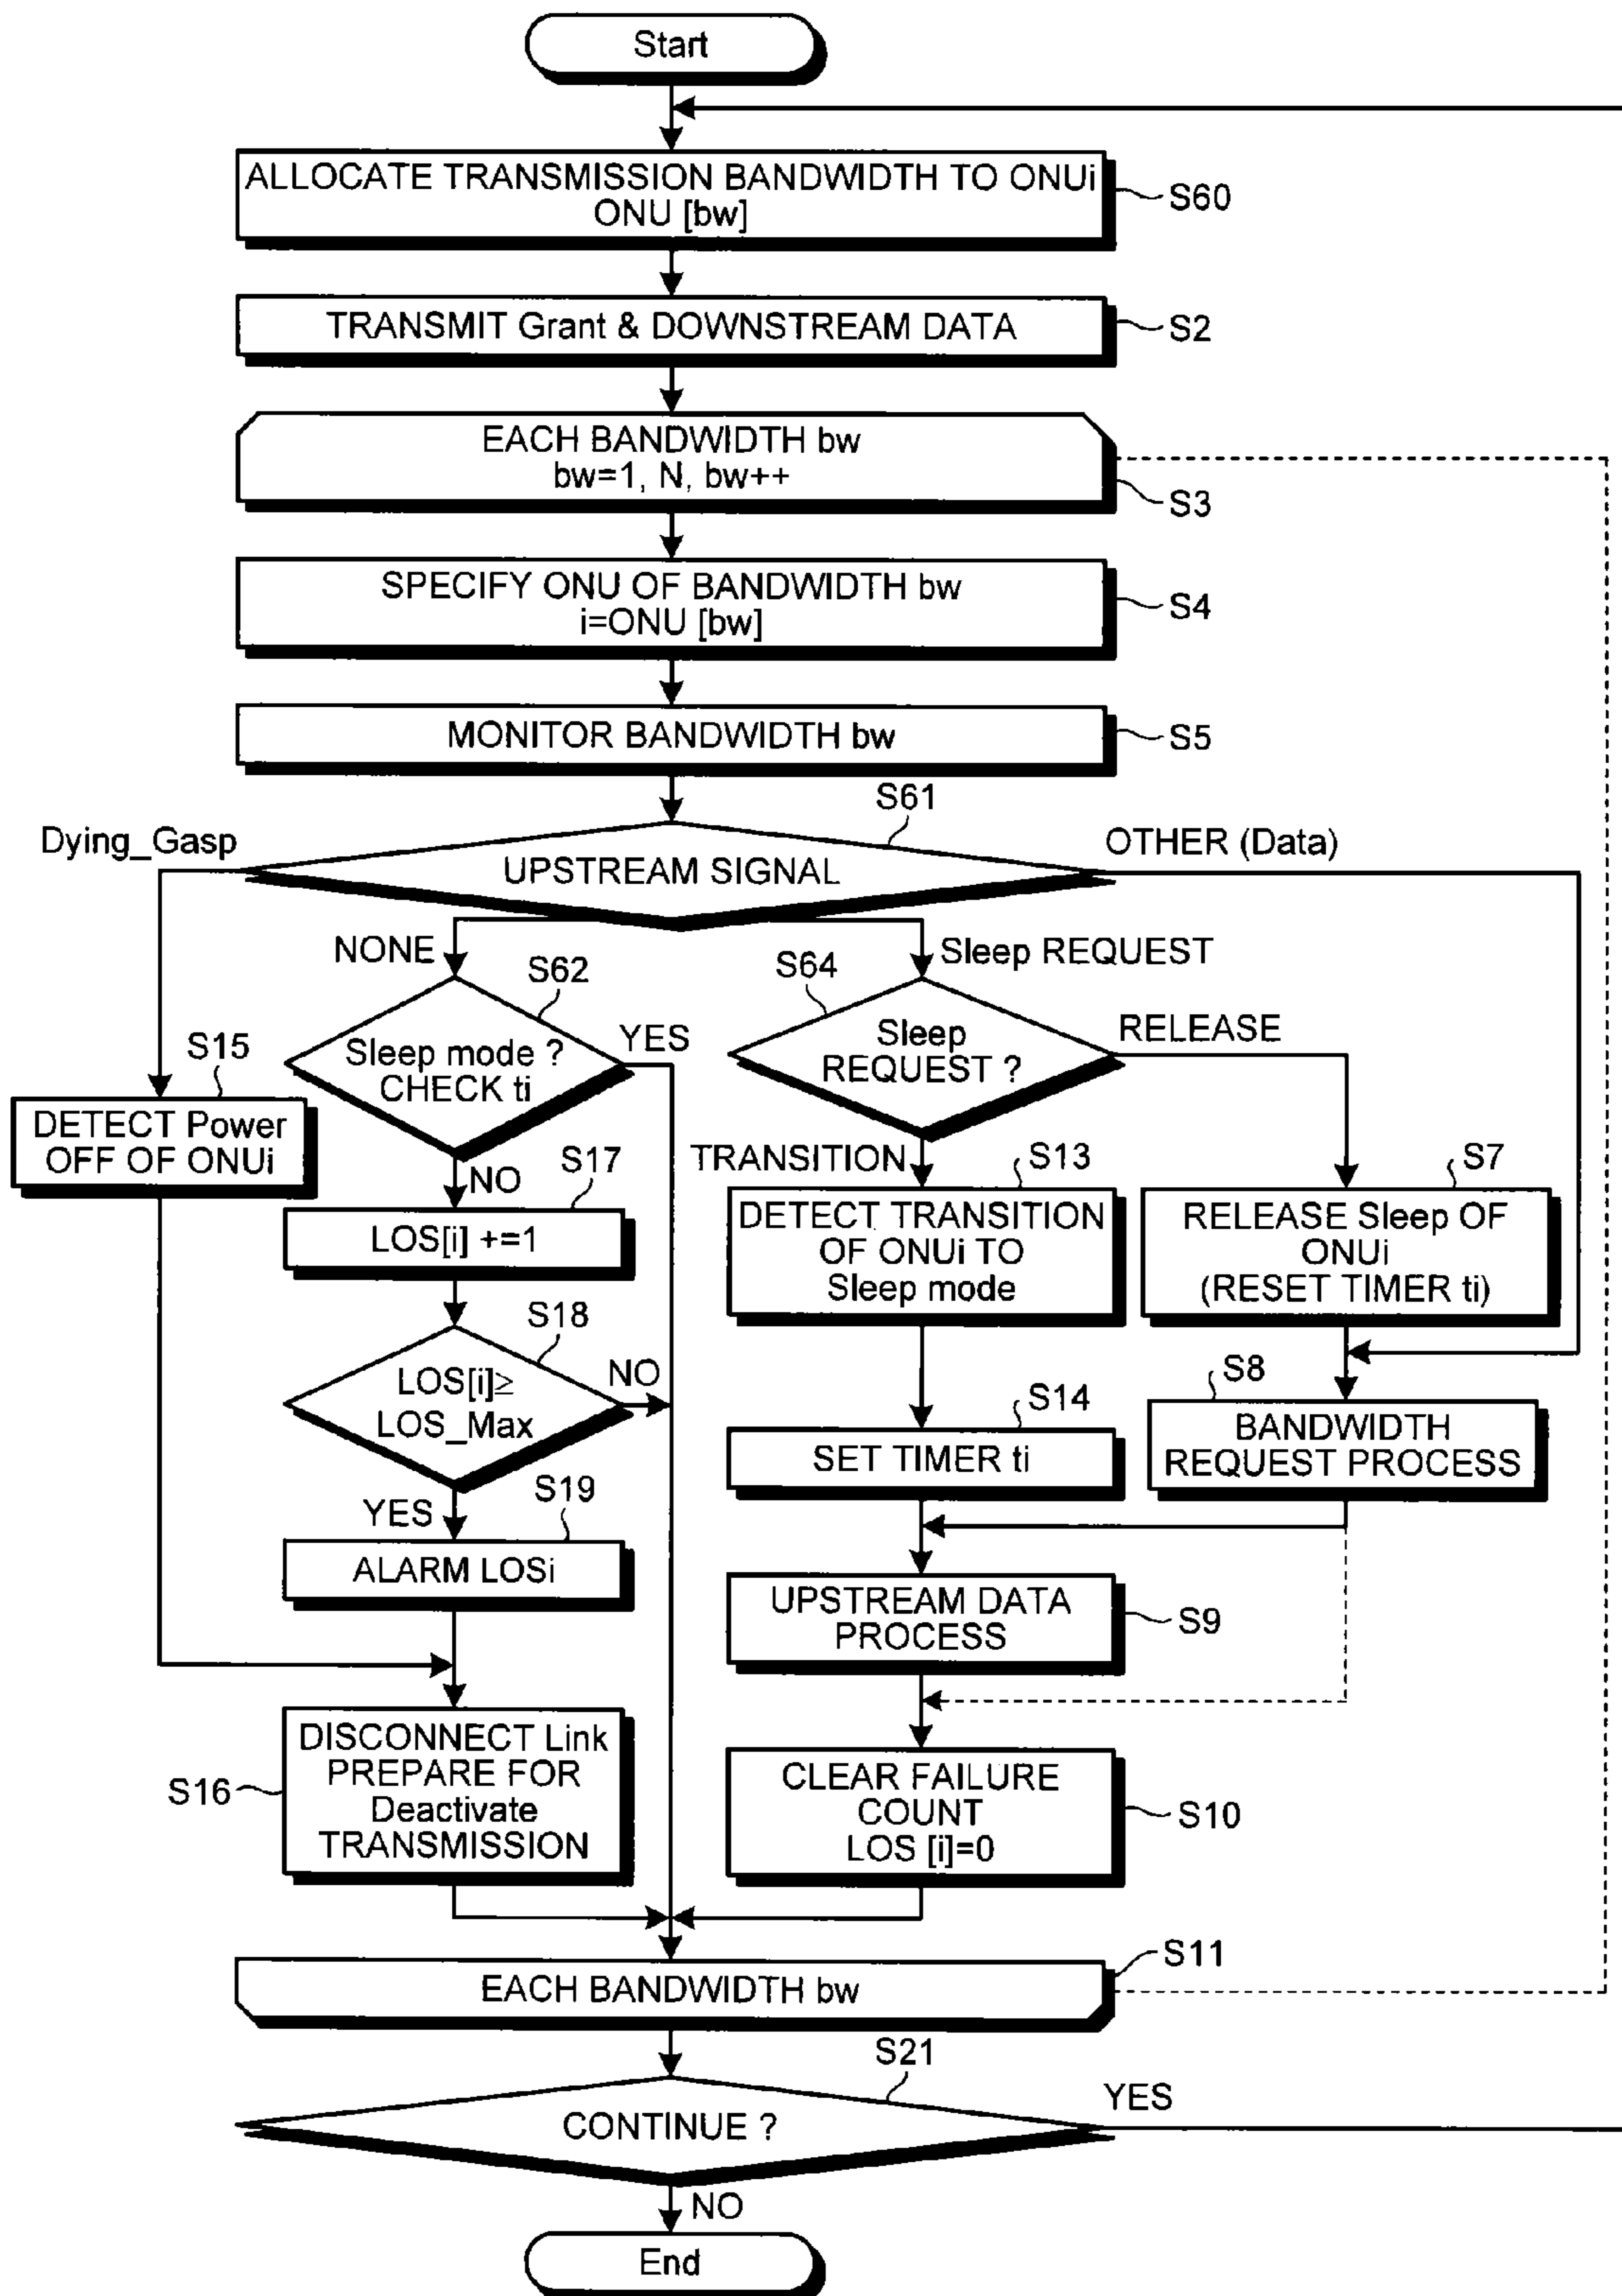 Start
ALLOCATE TRANSMISSION BANDWIDTH TO ONUi
ONU [bw]
S60
TRANSMIT Grant & DOWNSTREAM DATA
S2
EACH BANDWIDTH bw
bw=1, N, bw++
S3
SPECIFY ONU OF BANDWIDTH bw
i=ONU [bw]
S4
MONITOR BANDWIDTH bw
S5
S61
Dying_Gasp
OTHER (Data)
UPSTREAM SIGNAL
NONE
Sleep REQUEST
S62
S64
Sleep mode ?
CHECK ti
YES
Sleep
REQUEST ?
RELEASE
S15
DETECT Power
OFF OF ONUi
NO
S17
TRANSITION
S13
S7
LOS[i] +=1
DETECT TRANSITION
OF ONUi TO
Sleep mode
RELEASE Sleep OF
ONUi
(RESET TIMER ti)
S18
LOS[i]≥
LOS_Max
NO
S14
S8
SET TIMER ti
BANDWIDTH
REQUEST PROCESS
YES
S19
ALARM LOSi
UPSTREAM DATA
PROCESS
S9
DISCONNECT Link
PREPARE FOR
Deactivate
TRANSMISSION
S16
CLEAR FAILURE
COUNT
LOS [i]=0
S10
EACH BANDWIDTH bw
S11
S21
CONTINUE ?
YES
NO
End